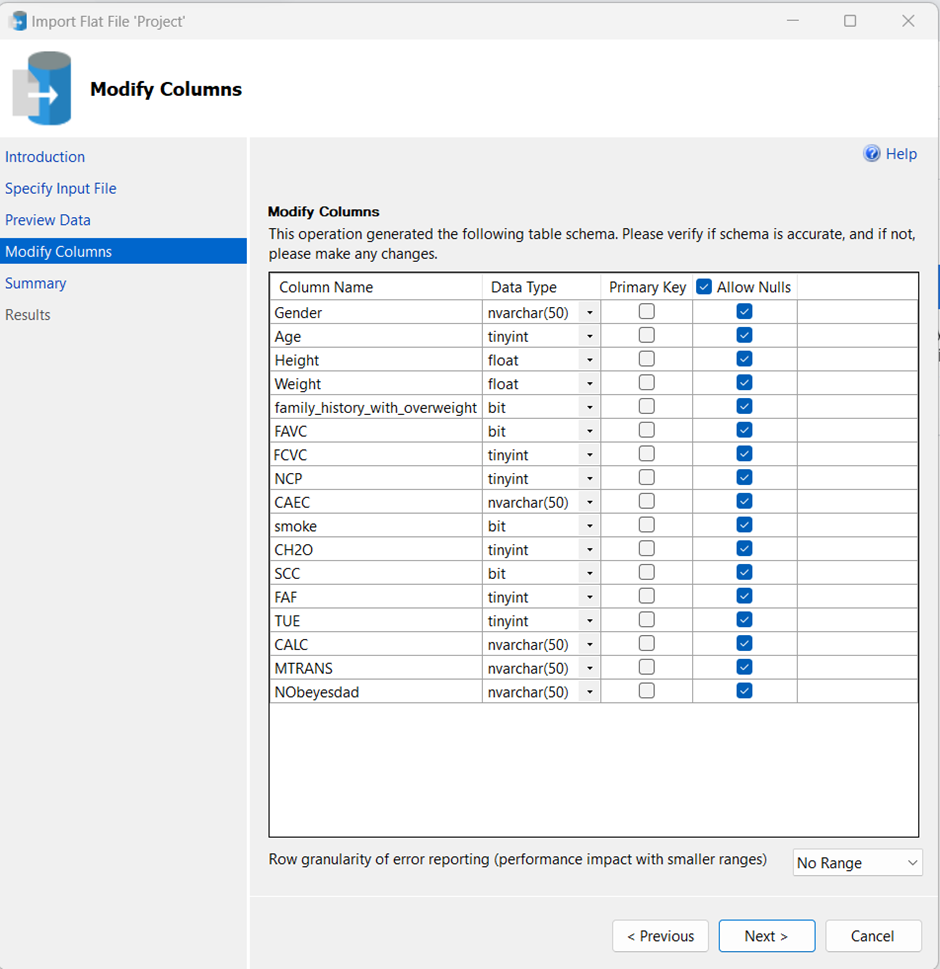 Import Flat File 'Project'
Modify Columns
Introduction
Specify Input File
Preview Data
Modify Columns
Summary
Results
Help
Modify Columns
This operation generated the following table schema. Please verify if schema is accurate, and if not,
please make any changes.
Column Name Data Type Primary Key Allow Nulls
Gender nvarchar(50)
Age tinyint
Height float
Weight float
family_history_with_overweight bit
FAVC bit
FCVC tinyint
NCP tinyint
CAEC nvarchar(50)
smoke bit
CH2O tinyint
SCC bit
FAF tinyint
TUE tinyint
CALC nvarchar(50)
MTRANS nvarchar(50)
NObeyesdad nvarchar(50)
Row granularity of error reporting (performance impact with smaller ranges) No Range
< Previous Next > Cancel